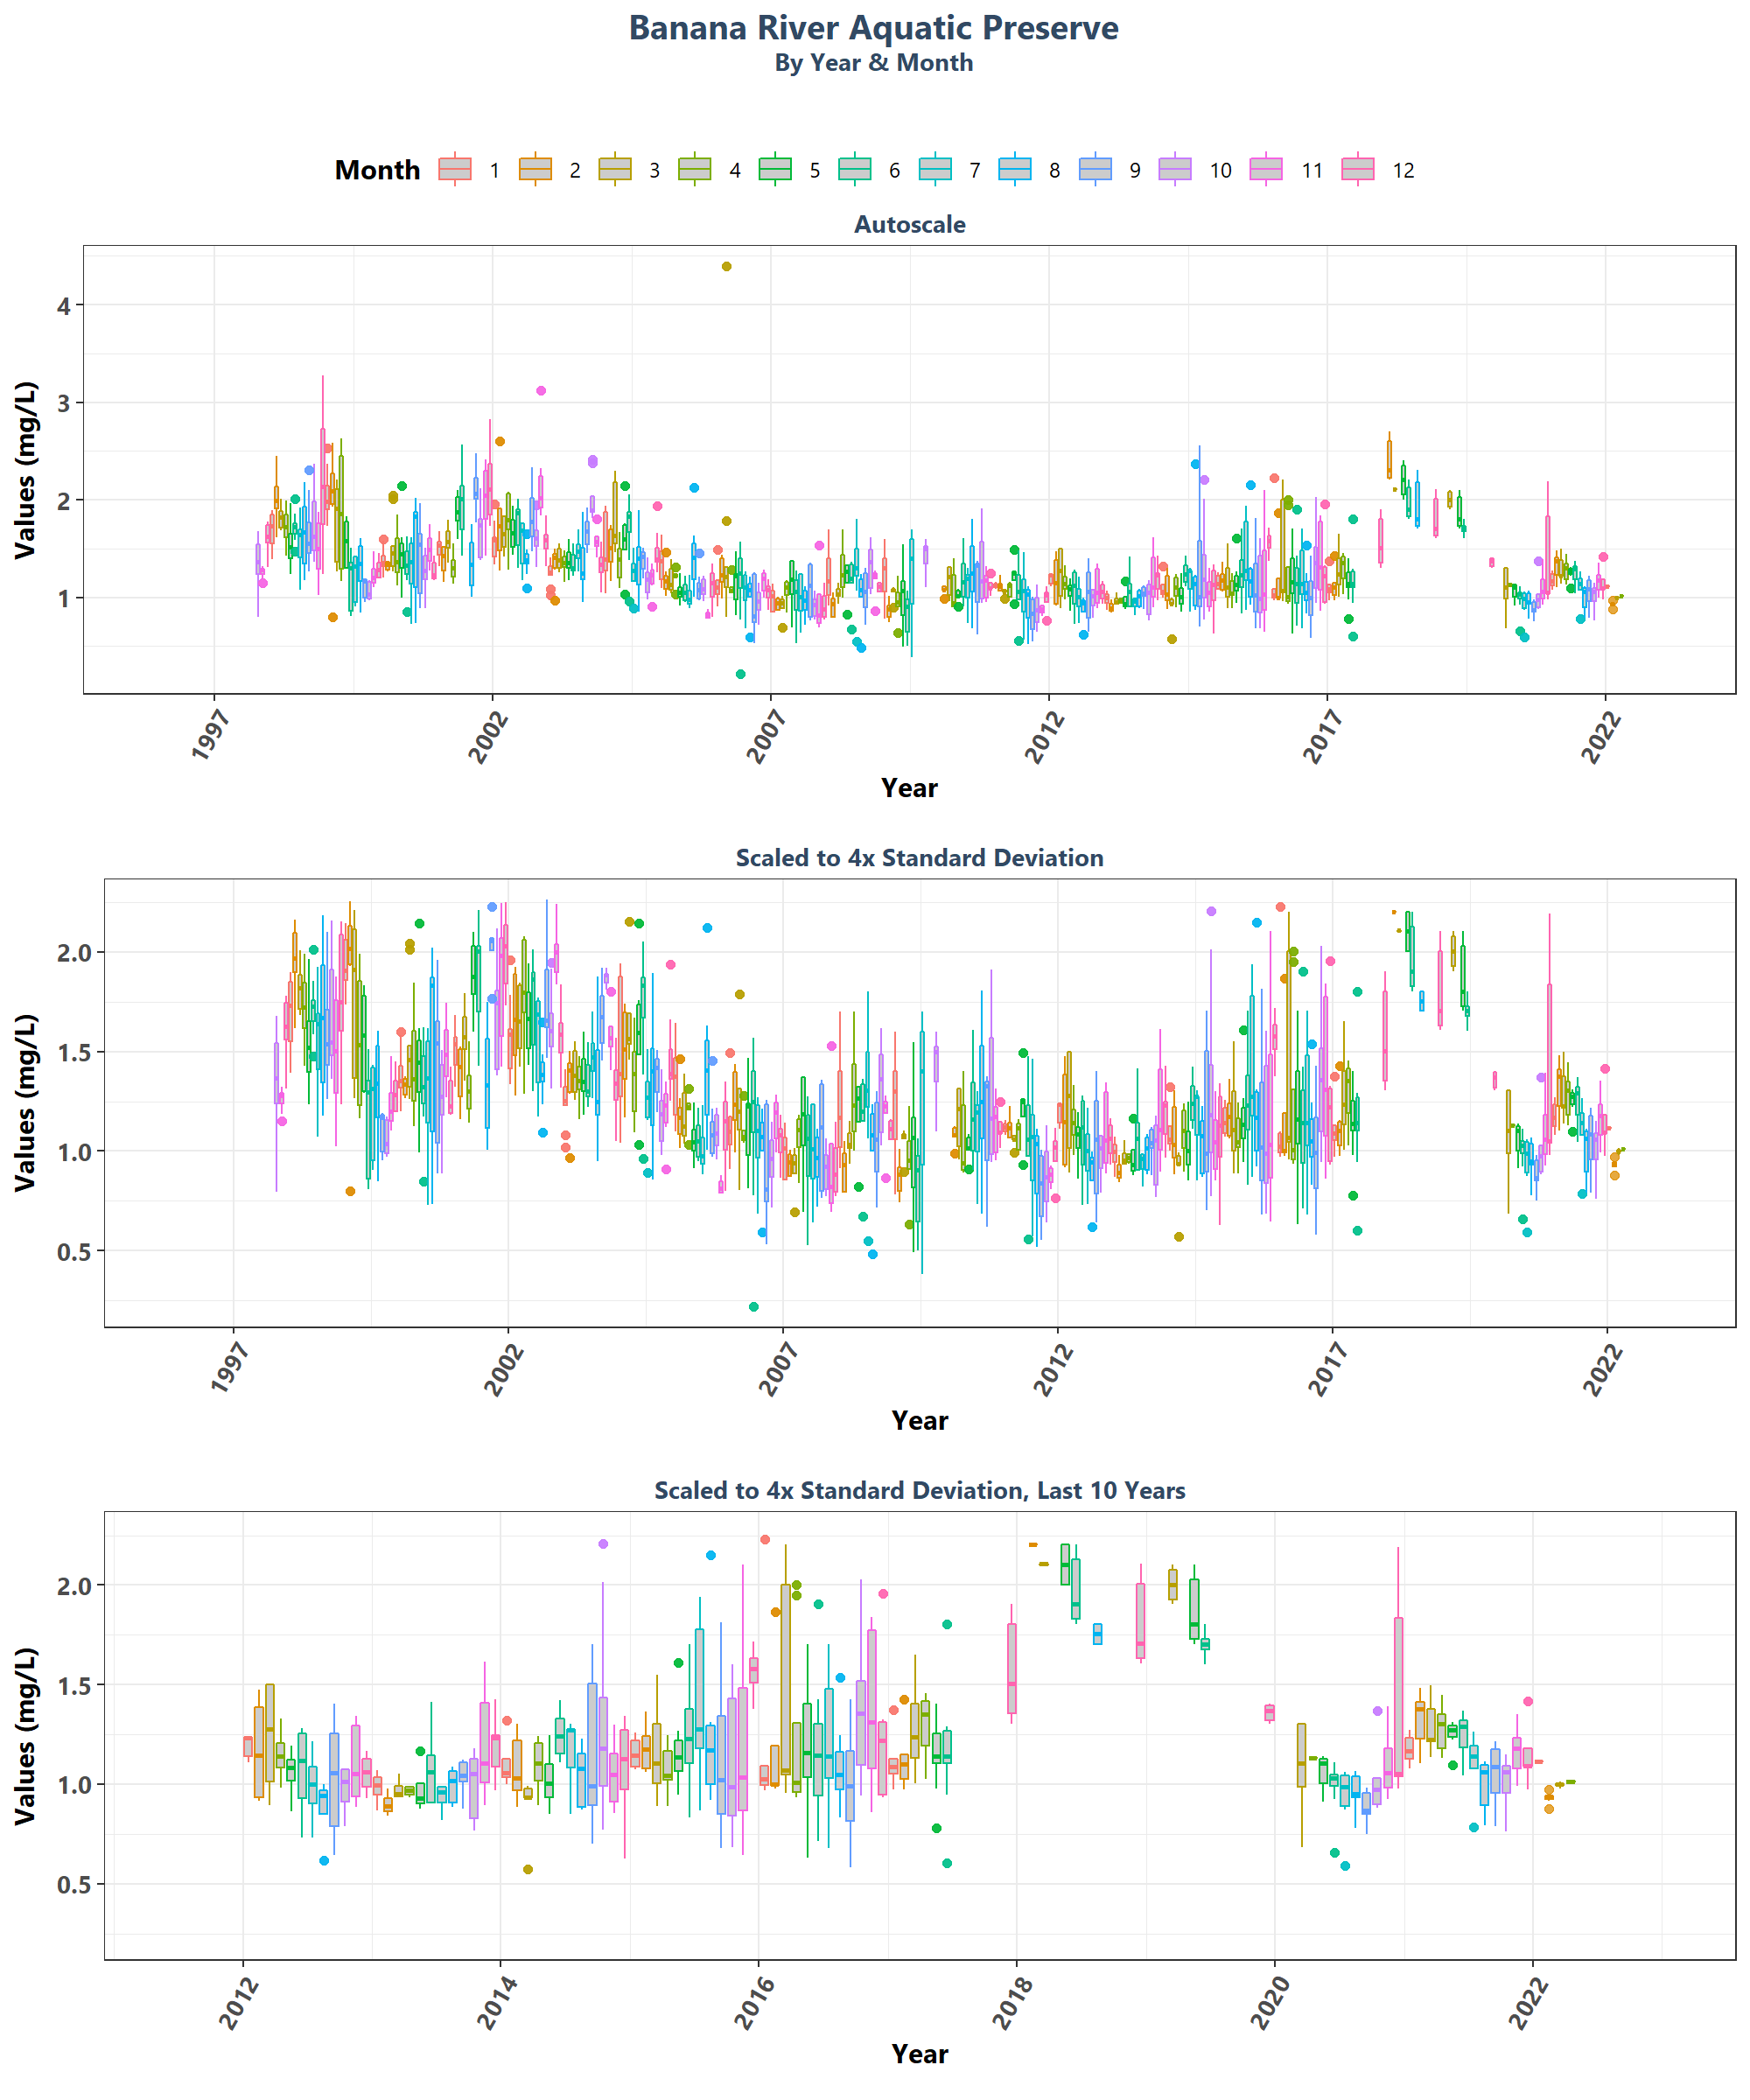 Banana River Aquatic Preserve
By Year & Month
Month 1 2 3 4 5 6 7 8 9 10 11 12
Autoscale
Values (mg/L)
4
3
2
1
1997 2002 2007 2012 2017 2022
Year
Scaled to 4x Standard Deviation
Values (mg/L)
2.0
1.5
1.0
0.5
1997 2002 2007 2012 2017 2022
Year
Scaled to 4x Standard Deviation, Last 10 Years
Values (mg/L)
2.0
1.5
1.0
0.5
2012 2014 2016 2018 2020 2022
Year